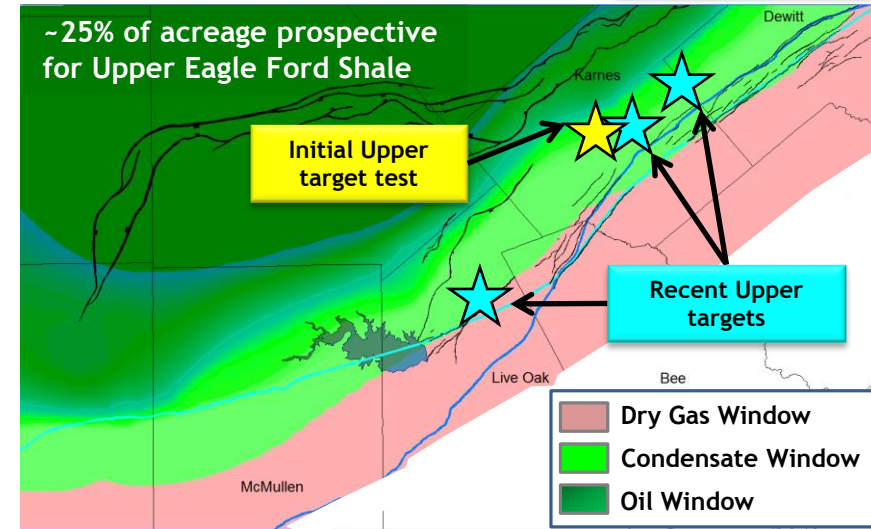 ~25% of acreage prospective
for Upper Eagle Ford Shale
Dewitt
Karnes
Initial Upper
target test
Recent Upper
targets
Live Oak
Bee
McMullen
Dry Gas Window
Condensate Window
Oil Window